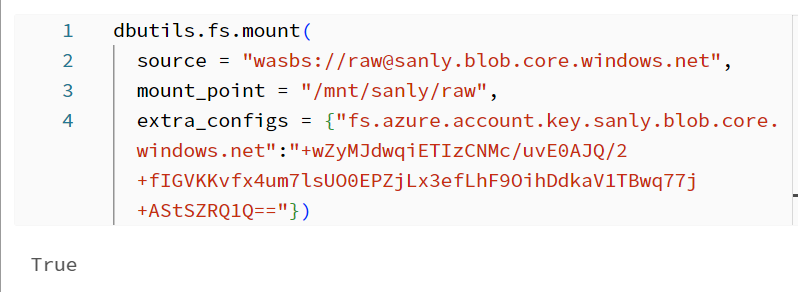 1 dbutils.fs.mount(
2 source = "wasbs://raw@sanly.blob.core.windows.net",
3 mount_point = "/mnt/sanly/raw",
4 extra_configs = {"fs.azure.account.key.sanly.blob.core.
windows.net":"+wZyMJdwqiETIzCNMc/uvE0AJQ/2
+fIGVKKvfx4um7lsUO0EPZjLx3efLhF9OihDdkaV1TBwq77j
+AStSZRQ1Q=="})
True